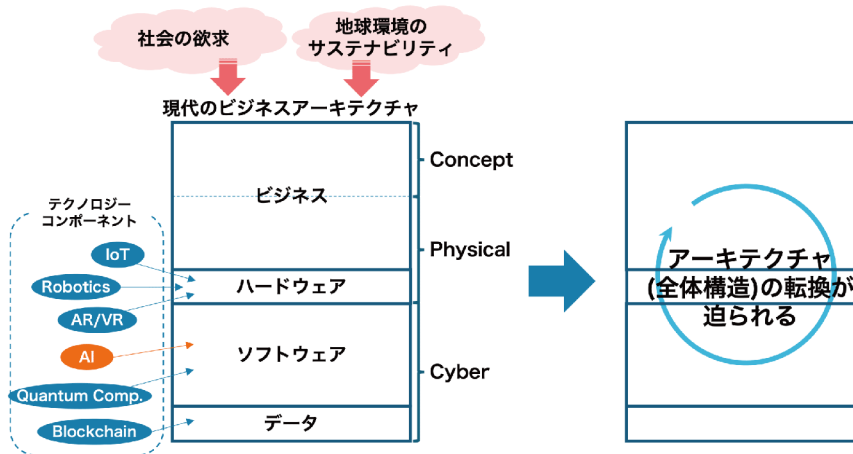 社会の欲求
地球環境の
サステナビリティ
現代のビジネスアーキテクチャ
Concept
ビジネス
テクノロジー
コンポーネント
IoT
Physical
Robotics
ハードウェア
AR/VR
AI
ソフトウェア
Cyber
Quantum Comp.
Blockchain
データ
アーキテクチャ
(全体構造)の転換が
迫られる